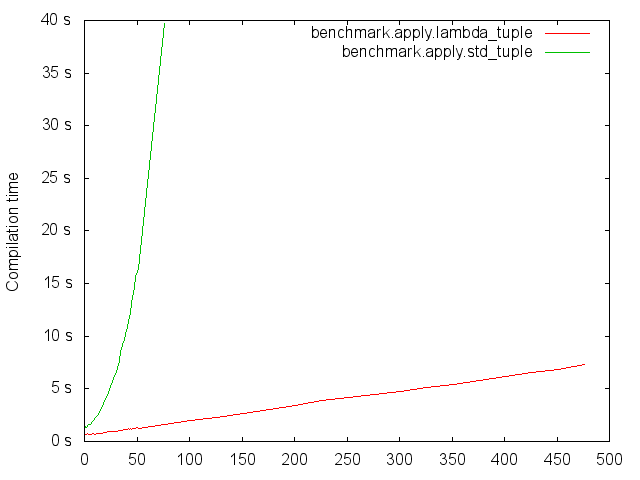 benchmark.apply.lambda_tuple
benchmark.apply.std_tuple
Compilation time
40 s
35 s
30 s
25 s
20 s
15 s
10 s
5 s
0 s
0 50 100 150 200 250 300 350 400 450 500